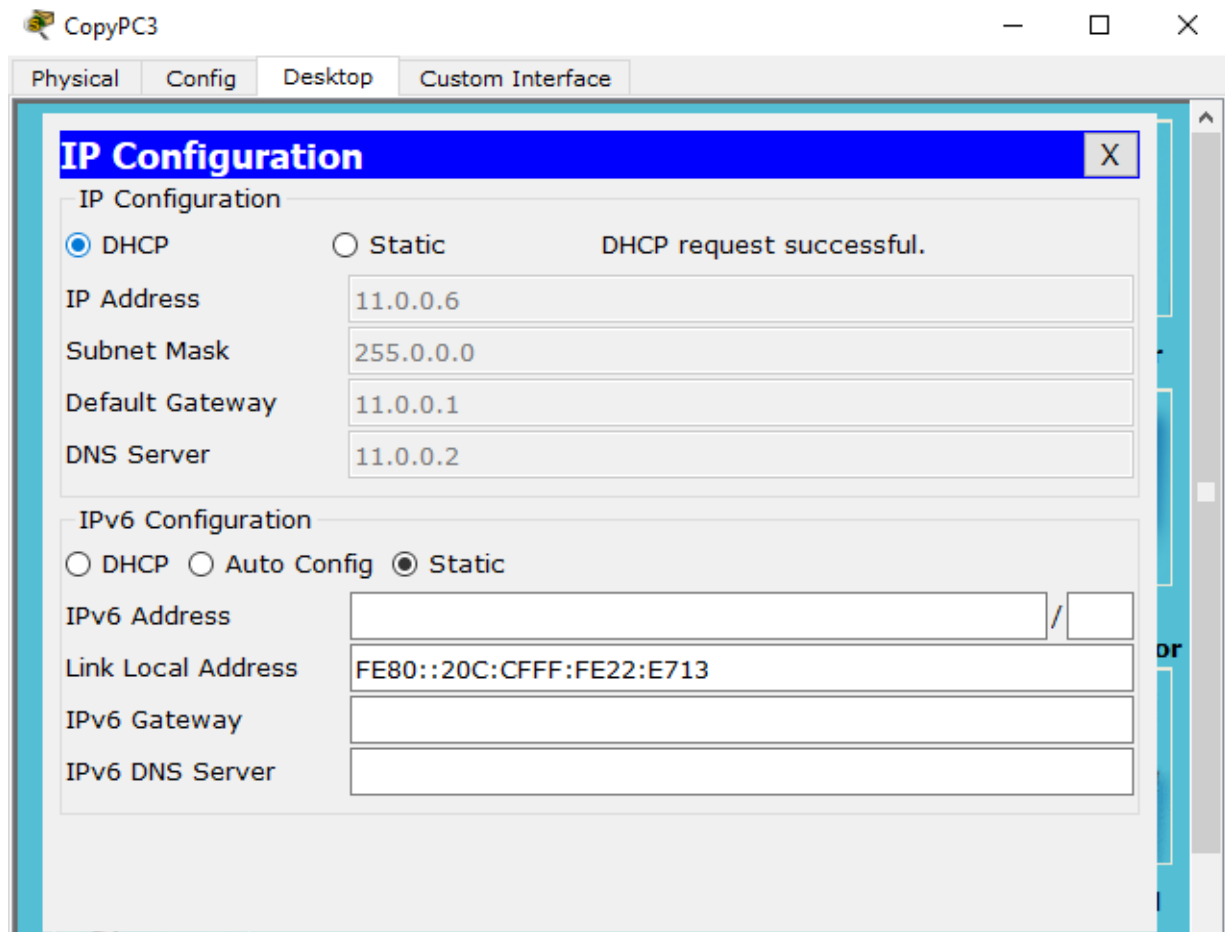 CopyPC3
Physical Config Desktop Custom Interface
IP Configuration X
IP Configuration
DHCP Static DHCP request successful.
IP Address 11.0.0.6
Subnet Mask 255.0.0.0
Default Gateway 11.0.0.1
DNS Server 11.0.0.2
IPv6 Configuration
DHCP Auto Config Static
IPv6 Address /
Link Local Address FE80::20C:CFFF:FE22:E713
or
IPv6 Gateway
IPv6 DNS Server